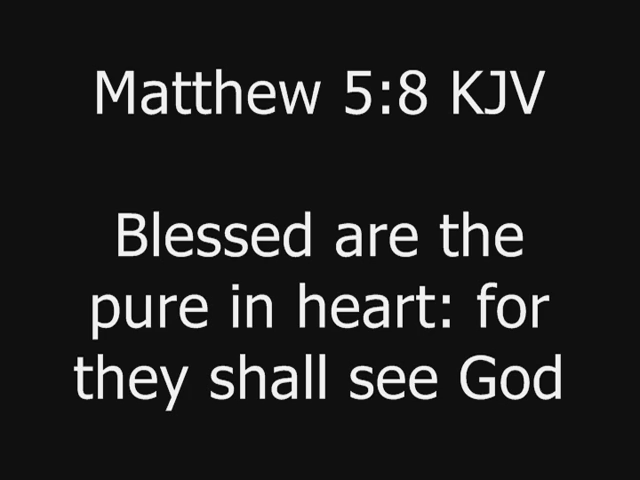 Matthew 5:8 KJV
Blessed are the
pure in heart: for
they shall see God